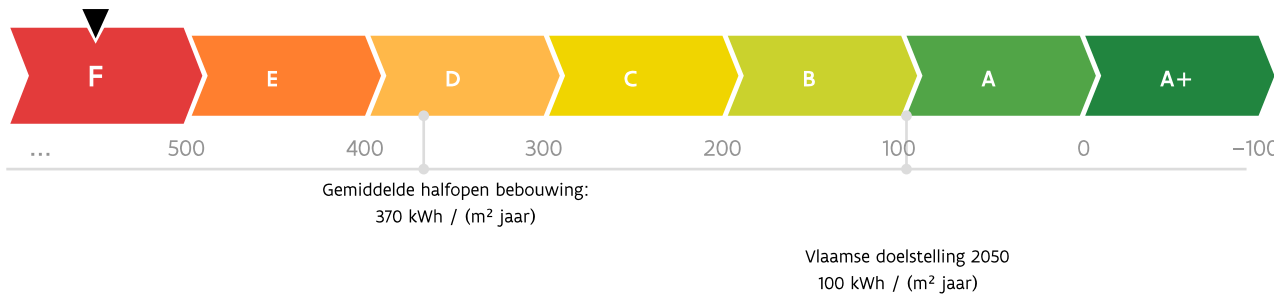 F E D C B A A+
... 500 400 300 200 100 0 −100
Gemiddelde halfopen bebouwing:
370 kWh / (m² jaar)
Vlaamse doelstelling 2050
100 kWh / (m² jaar)